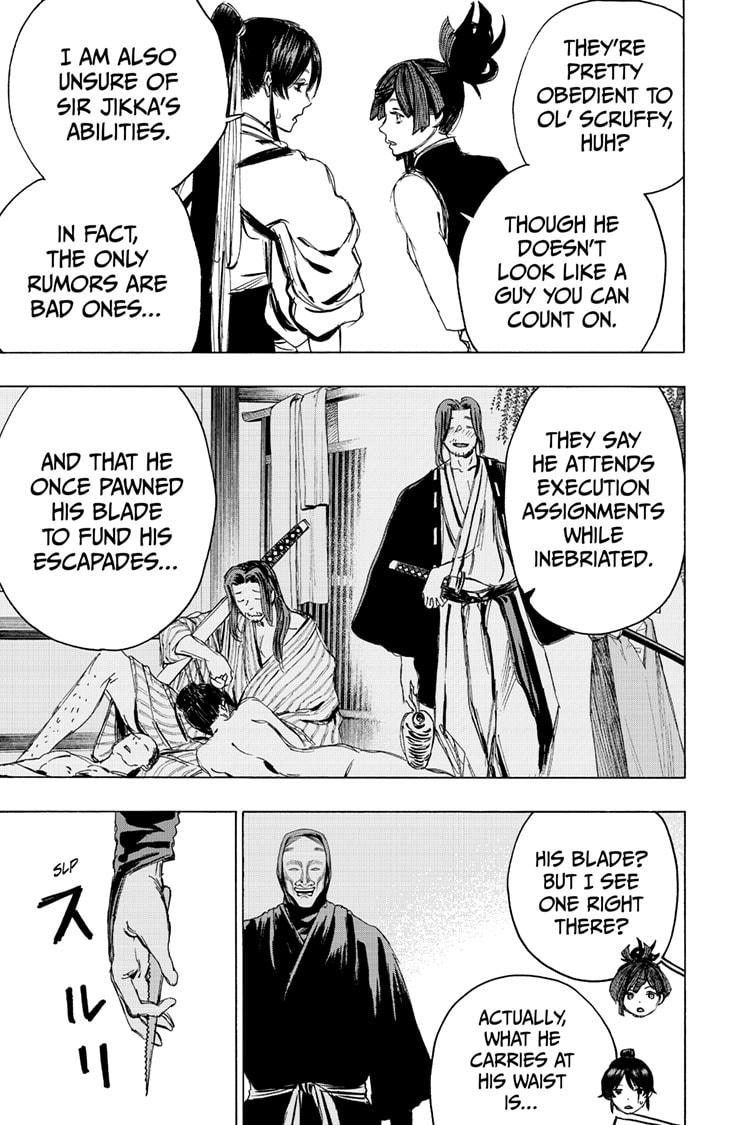 THEY'RE
PRETTY
OBEDIENT TO
OL' SCRUFFY,
HUH?
THOUGH HE
DOESN'T
LOOK LIKE A
GUY YOU CAN
COUNT ON.
I AM ALSO
UNSURE OF
SIR JIKKA'S
ABILITIES.
IN FACT,
THE ONLY
RUMORS ARE
BAD ONES...
THEY SAY
HE ATTENDS
EXECUTION
ASSIGNMENTS
WHILE
INEBRIATED.
AND THAT HE
ONCE PAWNED
HIS BLADE
TO FUND HIS
ESCAPADES...
HIS BLADE?
BUT I SEE
ONE RIGHT
THERE?
ACTUALLY,
WHAT HE
CARRIES AT
HIS WAIST
IS...
SLP
スルリ